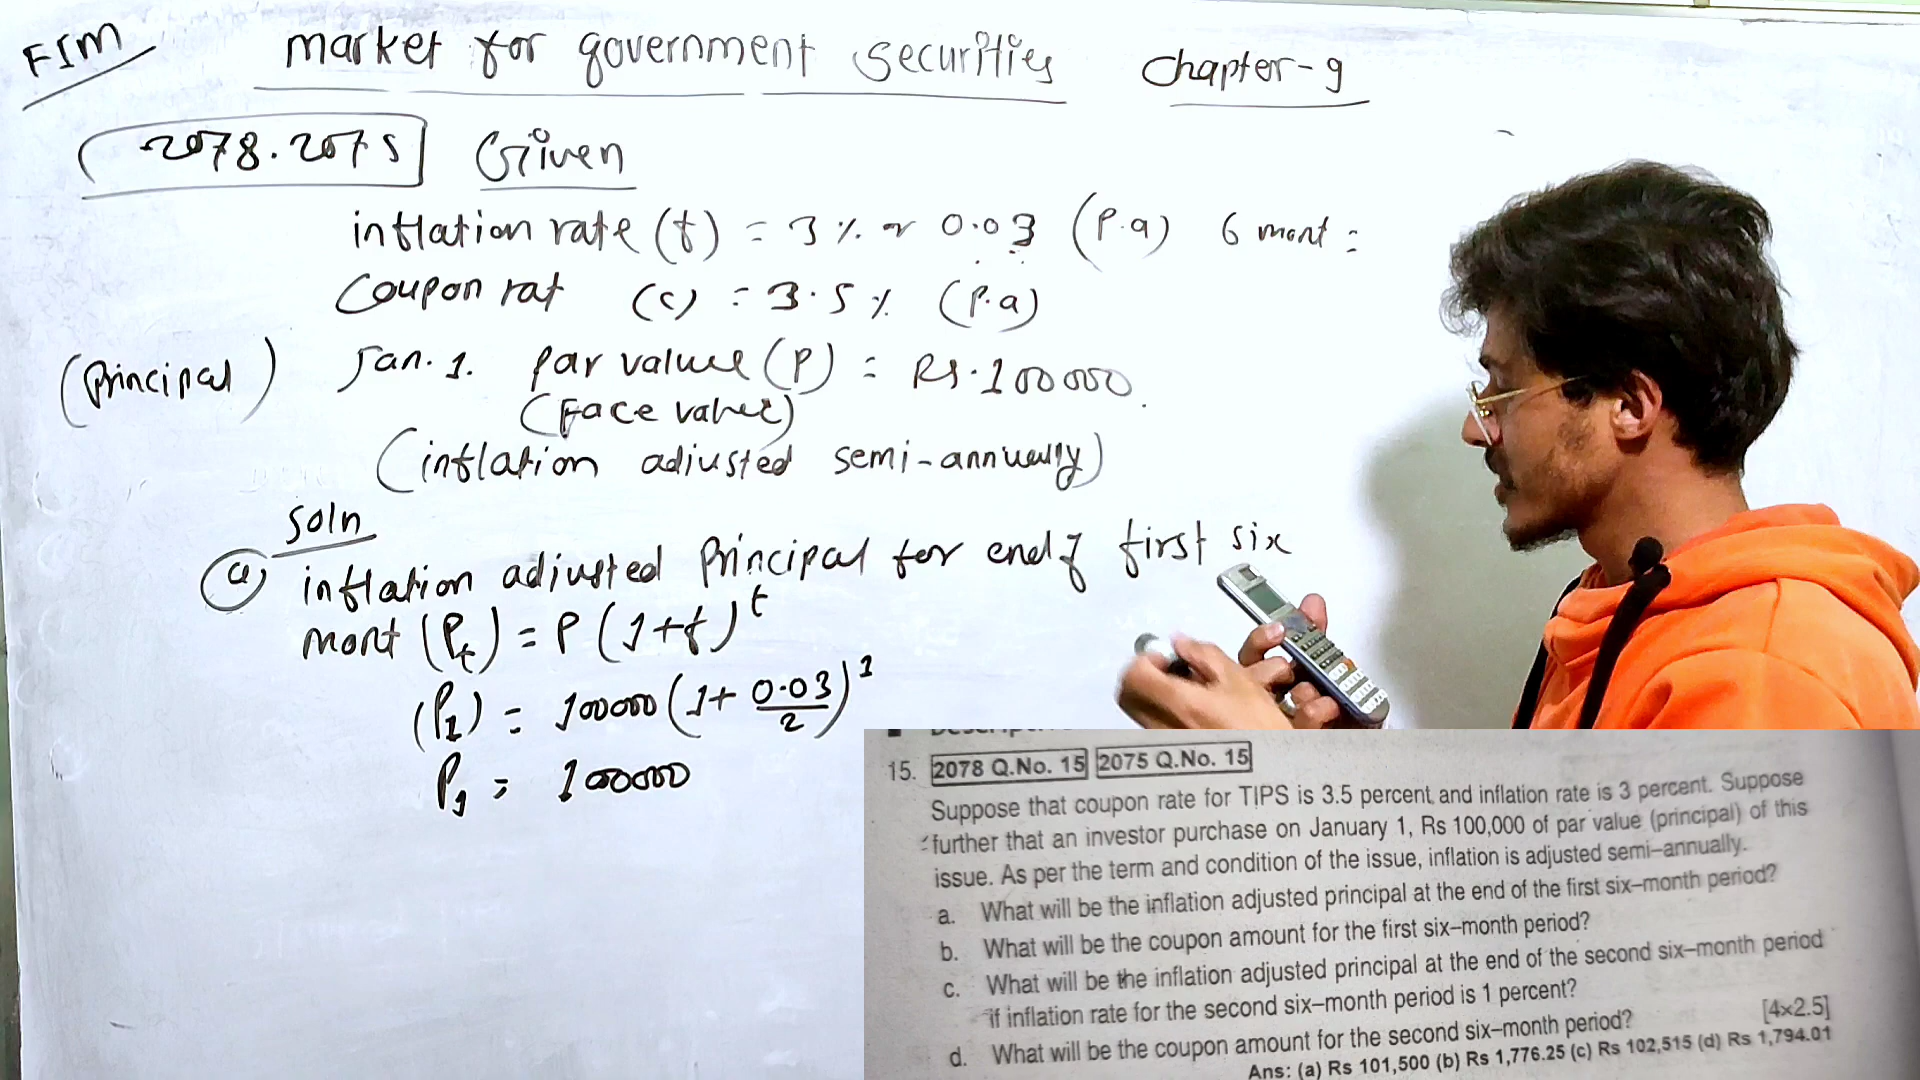 FIM market for government securities Chapter-9
2078.2075 Given
inflation rate (f) = 3 % or 0.03 (P.a) 6 mont =
Coupon rat (c) = 3.5 % (P.a)
(Principal) Jan. 1. Par value (P) = Rs. 100000.
(Face value)
(inflation adjusted semi-annually)
Soln
(a) inflation adjusted Principal for end of first six
mont (Pt) = P (1+f)^t
(P1) = 100000 (1+ 0.03/2)^1
P1 = 100000
15. 2078 Q.No. 15 2075 Q.No. 15
Suppose that coupon rate for TIPS is 3.5 percent and inflation rate is 3 percent. Suppose
further that an investor purchase on January 1, Rs 100,000 of par value (principal) of this
issue. As per the term and condition of the issue, inflation is adjusted semi-annually.
a. What will be the inflation adjusted principal at the end of the first six-month period?
b. What will be the coupon amount for the first six-month period?
c. What will be the inflation adjusted principal at the end of the second six-month period
if inflation rate for the second six-month period is 1 percent?
d. What will be the coupon amount for the second six-month period? [4×2.5]
Ans: (a) Rs 101,500 (b) Rs 1,776.25 (c) Rs 102,515 (d) Rs 1,794.01